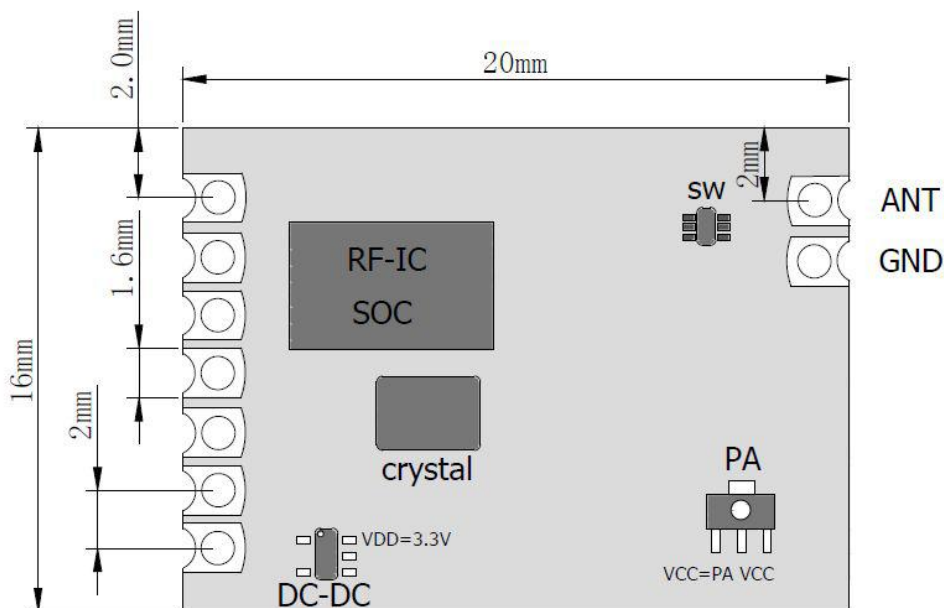 2.0mm
20mm
2mm
sw
ANT
GND
RF-IC
SOC
1.6mm
16mm
2mm
crystal
PA
VDD=3.3V
DC-DC
VCC=PA VCC